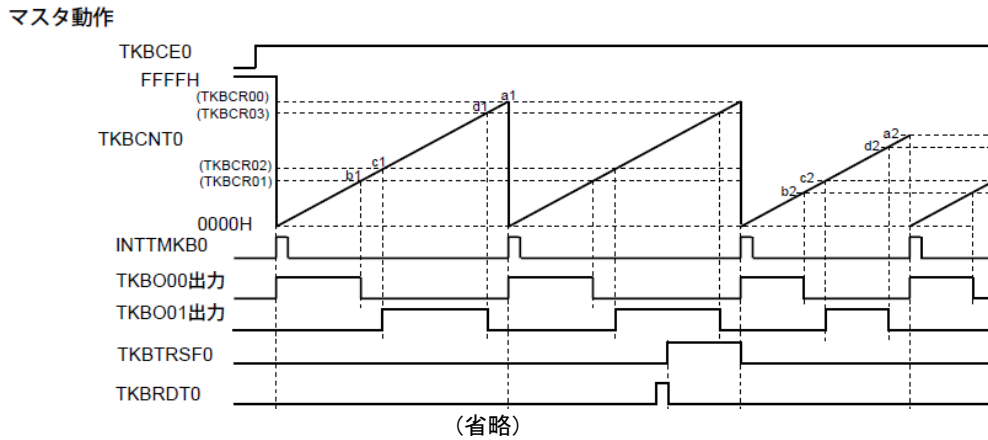 マスタ動作
TKBCE0
FFFFH
(TKBCR00)
(TKBCR03)
TKBCNT0
(TKBCR02)
(TKBCR01)
0000H
d1 a1
b1 c1
a2
d2
c2
b2
INTTMKB0
TKBO00出力
TKBO01出力
TKBTRSF0
TKBRDT0
（省略）